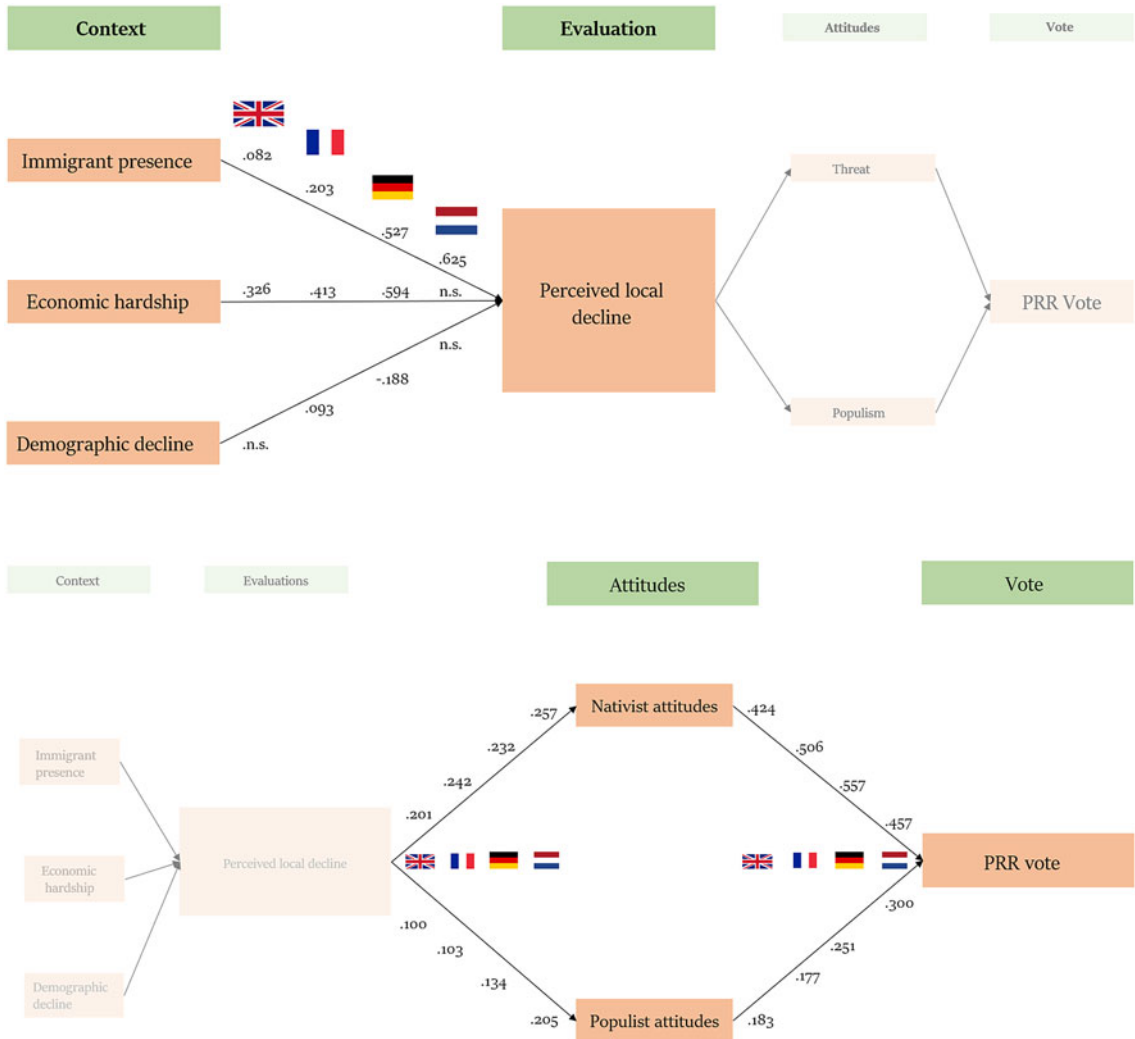 Context
Evaluation
Attitudes
Vote
Immigrant presence
.082
.203
.527
.625
Threat
Economic hardship
.326
.413
.594
n.s.
Perceived local
decline
PRR Vote
n.s.
-.188
.093
.n.s.
Demographic decline
Populism
Context
Evaluations
Attitudes
Vote
Nativist attitudes
.257
.232
.242
.201
.424
.506
.557
.457
Immigrant
presence
Economic
hardship
Demographic
decline
Perceived local decline
PRR vote
.100
.103
.134
.205
.300
.251
.177
.183
Populist attitudes